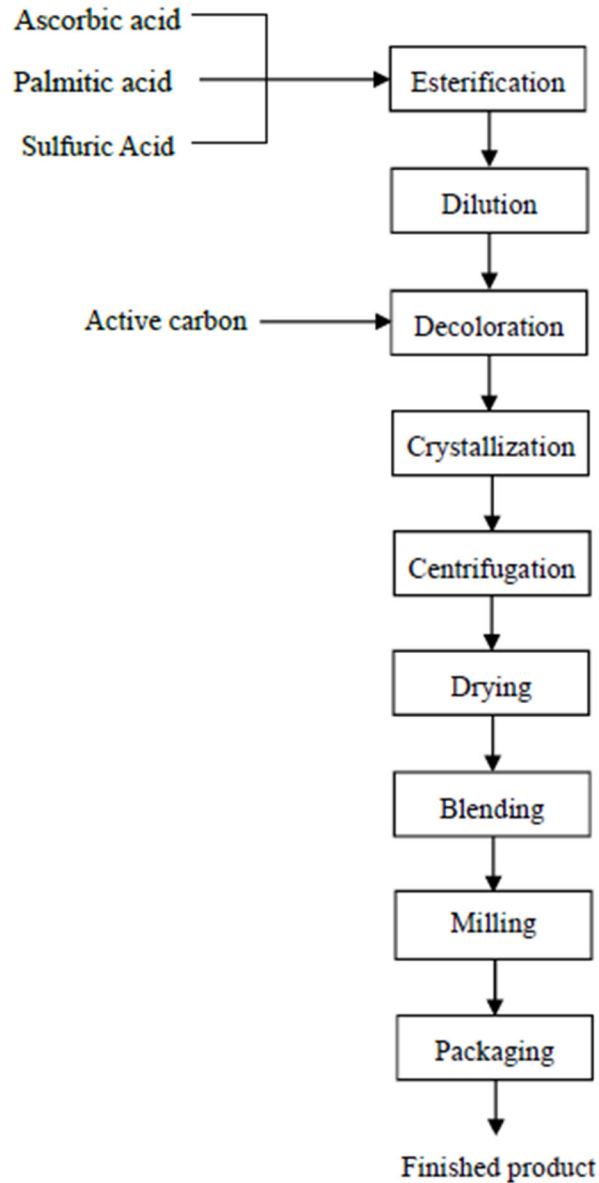 Ascorbic acid
Palmitic acid
Sulfuric Acid
Esterification
Dilution
Active carbon
Decoloration
Crystallization
Centrifugation
Drying
Blending
Milling
Packaging
Finished product